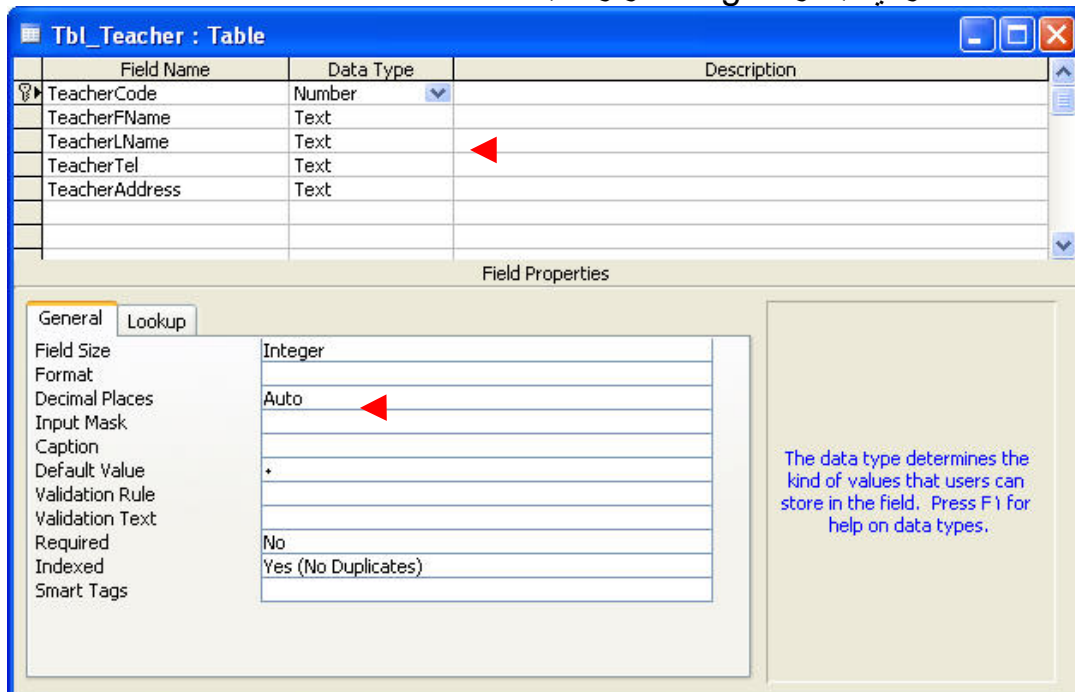 Tbl_Teacher : Table
Field Name Data Type Description
TeacherCode Number
TeacherFName Text
TeacherLName Text
TeacherTel Text
TeacherAddress Text
Field Properties
General Lookup
Field Size Integer
Format
Decimal Places Auto
Input Mask
Caption
Default Value ٠
Validation Rule
Validation Text
Required No
Indexed Yes (No Duplicates)
Smart Tags
The data type determines the
kind of values that users can
store in the field. Press F١ for
help on data types.